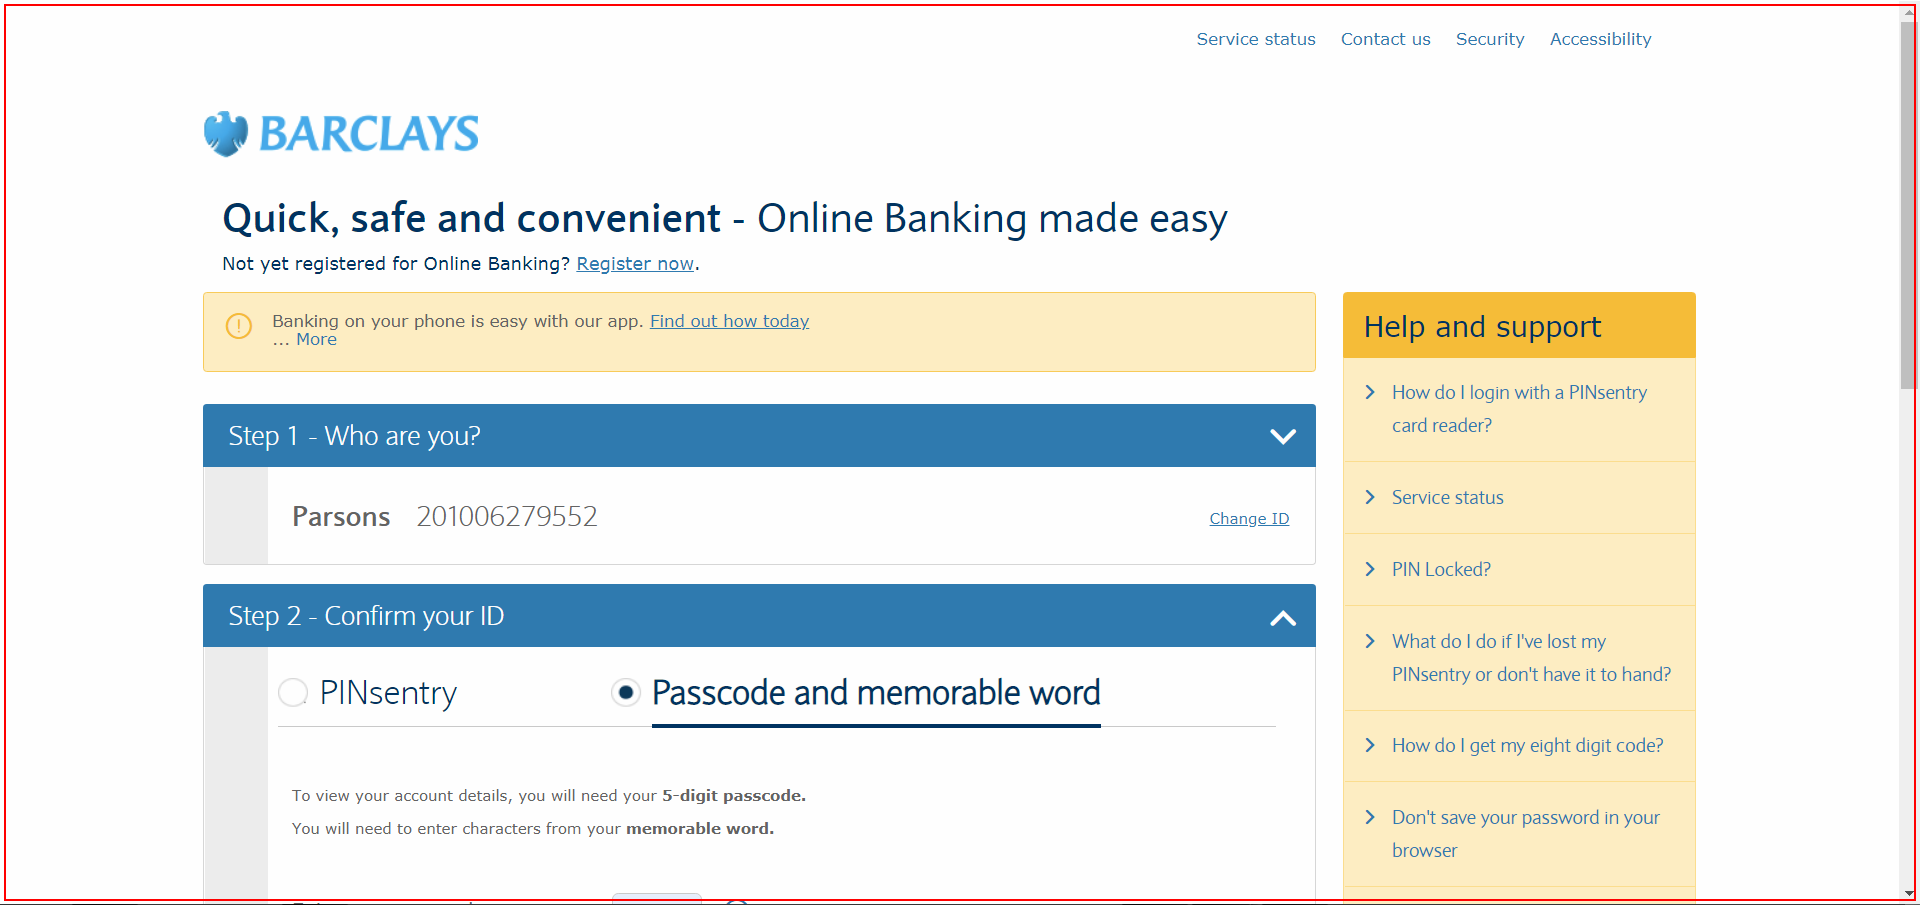 Service status Contact us Security Accessibility
BARCLAYS
Quick, safe and convenient - Online Banking made easy
Not yet registered for Online Banking? Register now.
Banking on your phone is easy with our app. Find out how today
... More
Step 1 - Who are you?
Parsons 201006279552 Change ID
Step 2 - Confirm your ID
PINsentry Passcode and memorable word
To view your account details, you will need your 5-digit passcode.
You will need to enter characters from your memorable word.
Help and support
How do I login with a PINsentry
card reader?
Service status
PIN Locked?
What do I do if I've lost my
PINsentry or don't have it to hand?
How do I get my eight digit code?
Don't save your password in your
browser